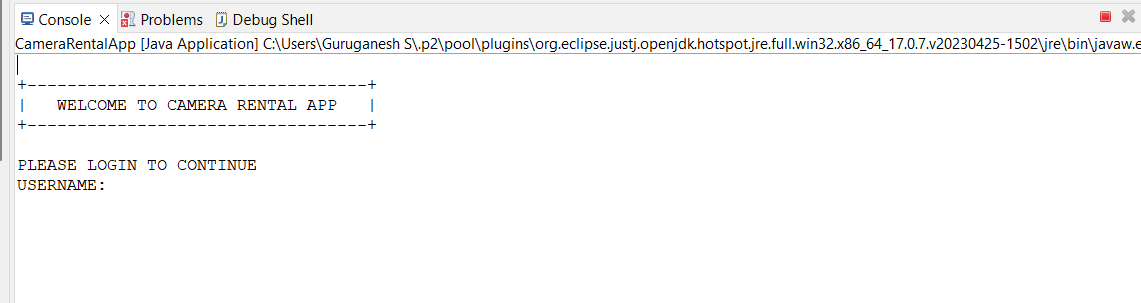 Console Problems Debug Shell
CameraRentalApp [Java Application] C:\Users\Guruganesh S\.p2\pool\plugins\org.eclipse.justj.openjdk.hotspot.jre.full.win32.x86_64_17.0.7.v20230425-1502\jre\bin\javaw.e
+----------------------------------+
|   WELCOME TO CAMERA RENTAL APP   |
+----------------------------------+
PLEASE LOGIN TO CONTINUE
USERNAME: